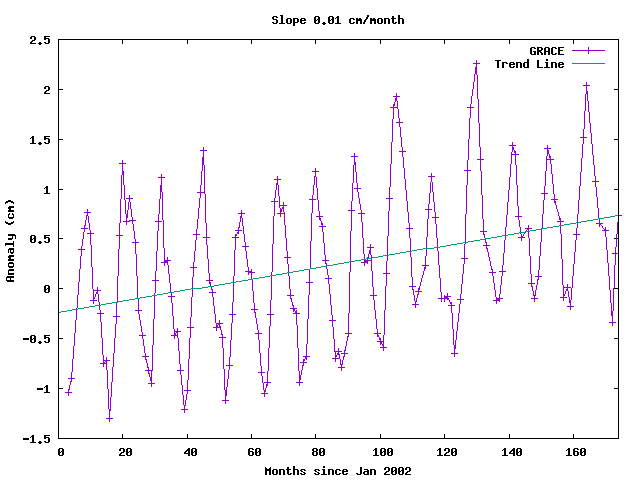 Slope 0.01 cm/month
GRACE
Trend Line
2.5
2
1.5
1
0.5
0
-0.5
-1
-1.5
Anomaly (cm)
0 20 40 60 80 100 120 140 160
Months since Jan 2002